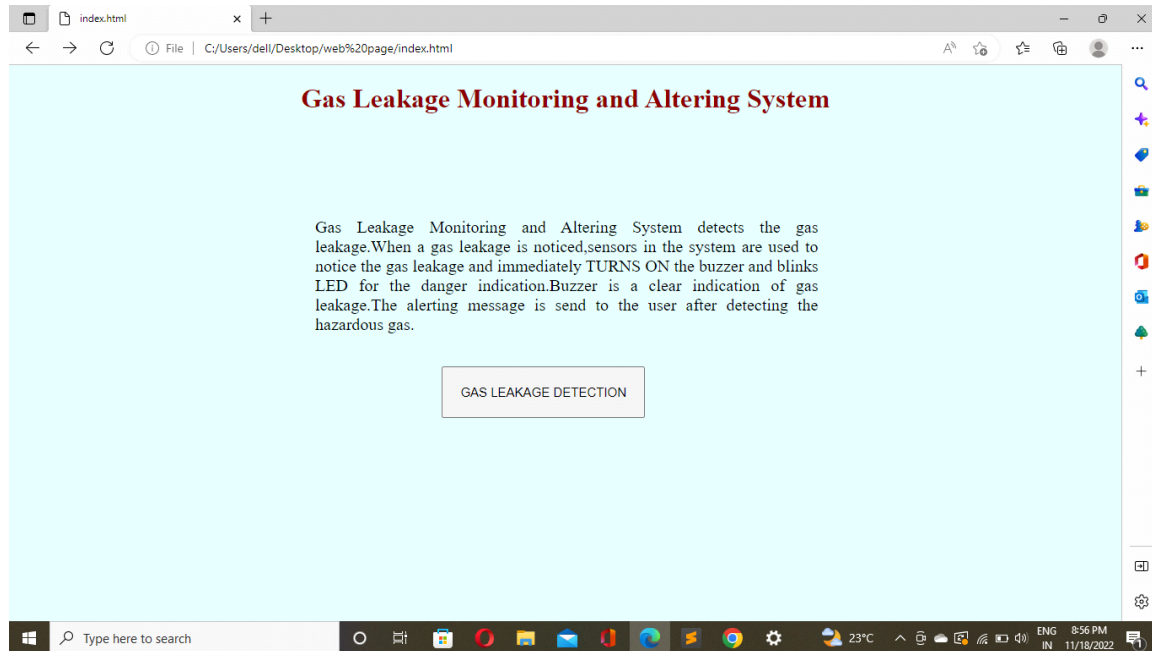 index.html
File
C:/Users/dell/Desktop/web%20page/index.html
Gas Leakage Monitoring and Altering System
Gas Leakage Monitoring and Altering System detects the gas
leakage.When a gas leakage is noticed,sensors in the system are used to
notice the gas leakage and immediately TURNS ON the buzzer and blinks
LED for the danger indication.Buzzer is a clear indication of gas
leakage.The alerting message is send to the user after detecting the
hazardous gas.
GAS LEAKAGE DETECTION
Type here to search
23°C
ENG
IN
8:56 PM
11/18/2022
1